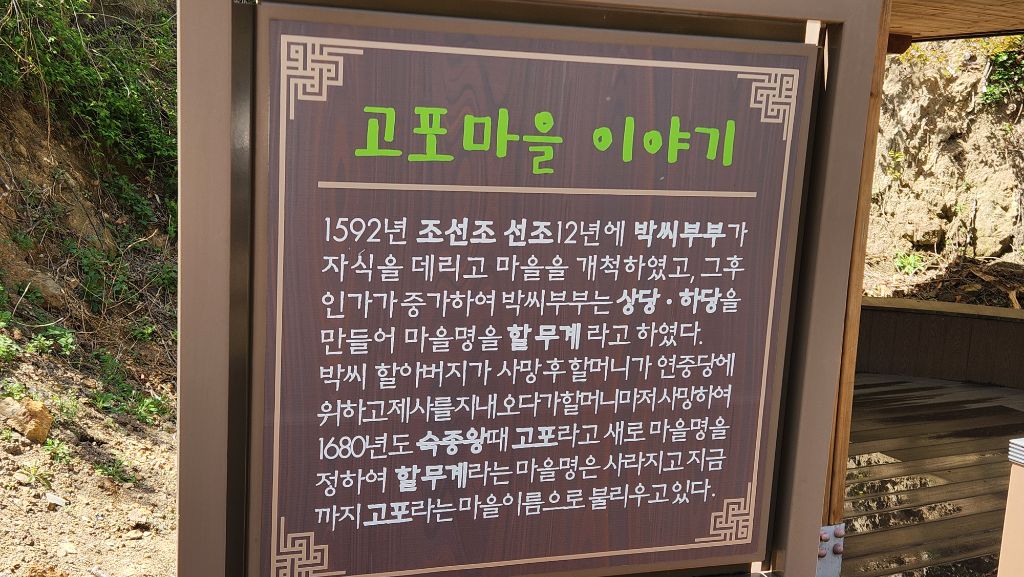 고포마을 이야기
1592년 조선조 선조12년에 박씨부부가
자식을 데리고 마을을 개척하였고, 그후
인가가 증가하여 박씨부부는 상당·하당을
만들어 마을명을 할무계 라고 하였다.
박씨 할아버지가 사망후 할머니가 연중당에
위하고 제사를 지내오다가 할머니마저 사망하여
1680년도 숙종왕때 고포라고 새로 마을명을
정하여 할무계라는 마을명은 사라지고 지금
까지 고포라는 마을이름으로 불리우고 있다.